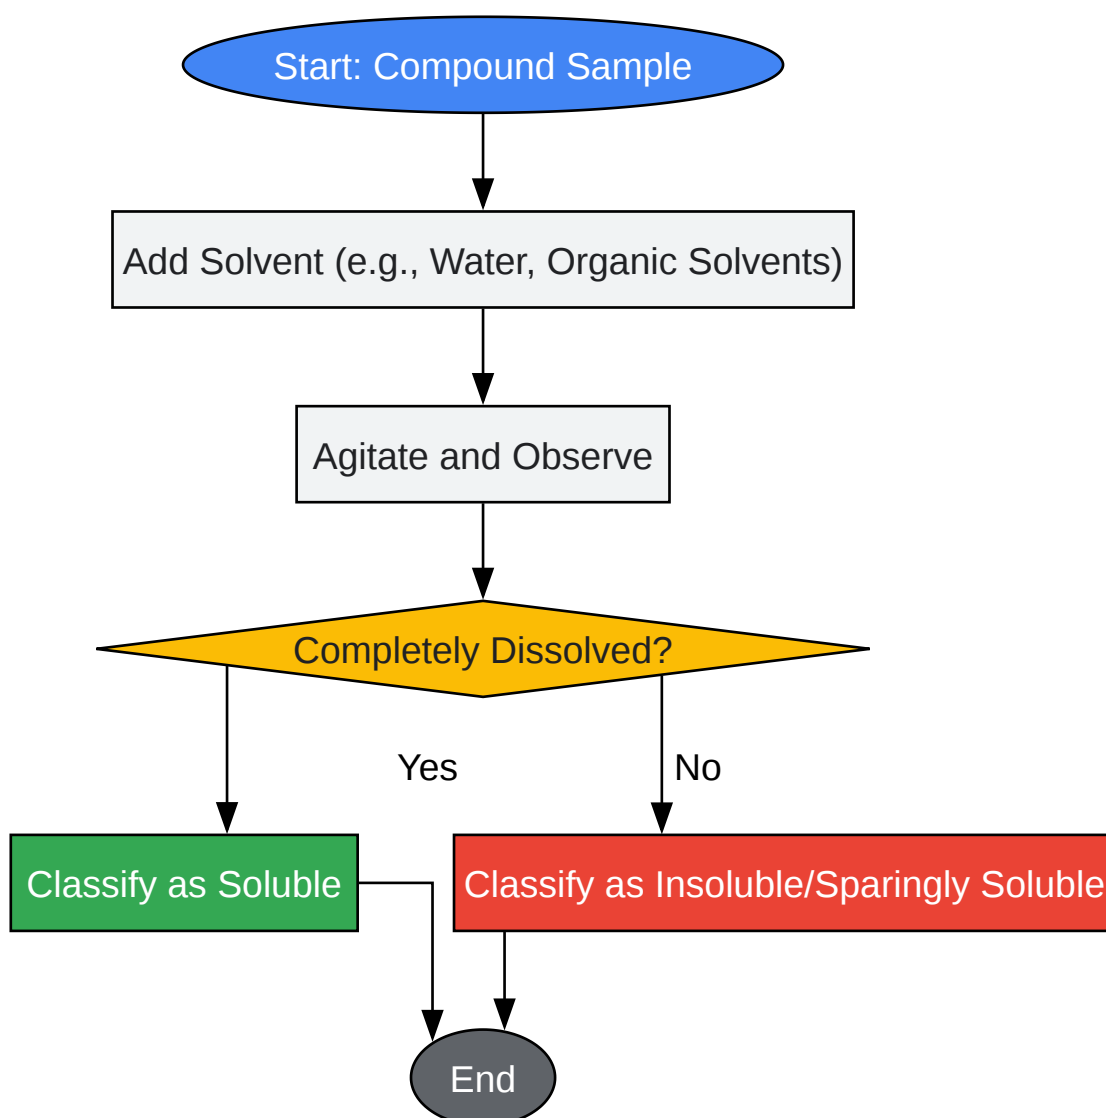 Start: Compound Sample
Add Solvent (e.g., Water, Organic Solvents)
Agitate and Observe
Completely Dissolved?
Yes
No
Classify as Soluble
Classify as Insoluble/Sparingly Soluble
End